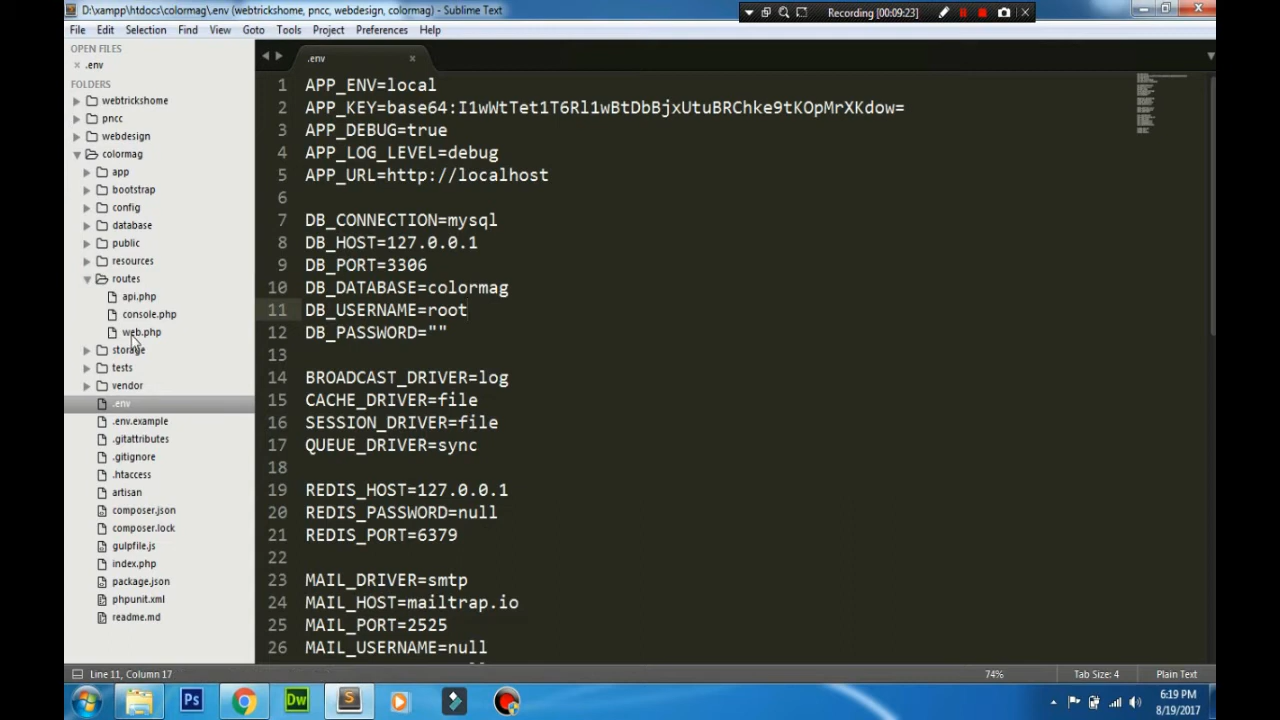 D:\xampp\htdocs\colormag\.env (webtrickshome, pncc, webdesign, colormag) - Sublime Text
Recording [00:09:23]
File Edit Selection Find View Goto Tools Project Preferences Help
OPEN FILES
.env
FOLDERS
webtrickshome
pncc
webdesign
colormag
app
bootstrap
config
database
public
resources
routes
api.php
console.php
web.php
storage
tests
vendor
.env
.env.example
.gitattributes
.gitignore
.htaccess
artisan
composer.json
composer.lock
gulpfile.js
index.php
package.json
phpunit.xml
readme.md
.env
1 APP_ENV=local
2 APP_KEY=base64:I1wWtTet1T6Rl1wBtDbBjxUtuBRChke9tKOpMrXKdow=
3 APP_DEBUG=true
4 APP_LOG_LEVEL=debug
5 APP_URL=http://localhost
6
7 DB_CONNECTION=mysql
8 DB_HOST=127.0.0.1
9 DB_PORT=3306
10 DB_DATABASE=colormag
11 DB_USERNAME=root
12 DB_PASSWORD=""
13
14 BROADCAST_DRIVER=log
15 CACHE_DRIVER=file
16 SESSION_DRIVER=file
17 QUEUE_DRIVER=sync
18
19 REDIS_HOST=127.0.0.1
20 REDIS_PASSWORD=null
21 REDIS_PORT=6379
22
23 MAIL_DRIVER=smtp
24 MAIL_HOST=mailtrap.io
25 MAIL_PORT=2525
26 MAIL_USERNAME=null
Line 11, Column 17
74%
Tab Size: 4
Plain Text
Ps
Dw
S
6:19 PM
8/19/2017